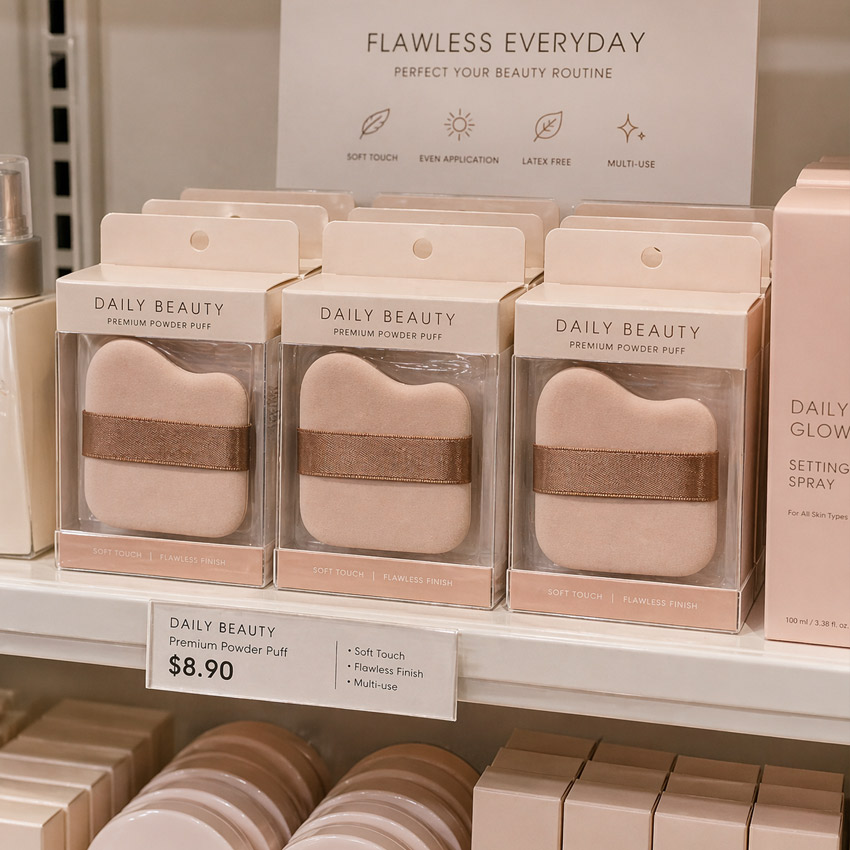 FLAWLESS EVERYDAY
PERFECT YOUR BEAUTY ROUTINE
SOFT TOUCH
EVEN APPLICATION
LATEX FREE
MULTI-USE
DAILY BEAUTY
PREMIUM POWDER PUFF
SOFT TOUCH | FLAWLESS FINISH
DAILY BEAUTY
PREMIUM POWDER PUFF
SOFT TOUCH | FLAWLESS FINISH
DAILY BEAUTY
PREMIUM POWDER PUFF
SOFT TOUCH | FLAWLESS FINISH
DAILY
GLOW
SETTING
SPRAY
For All Skin Types
100 ml / 3.38 fl. oz.
DAILY BEAUTY
Premium Powder Puff
$8.90
• Soft Touch
• Flawless Finish
• Multi-use